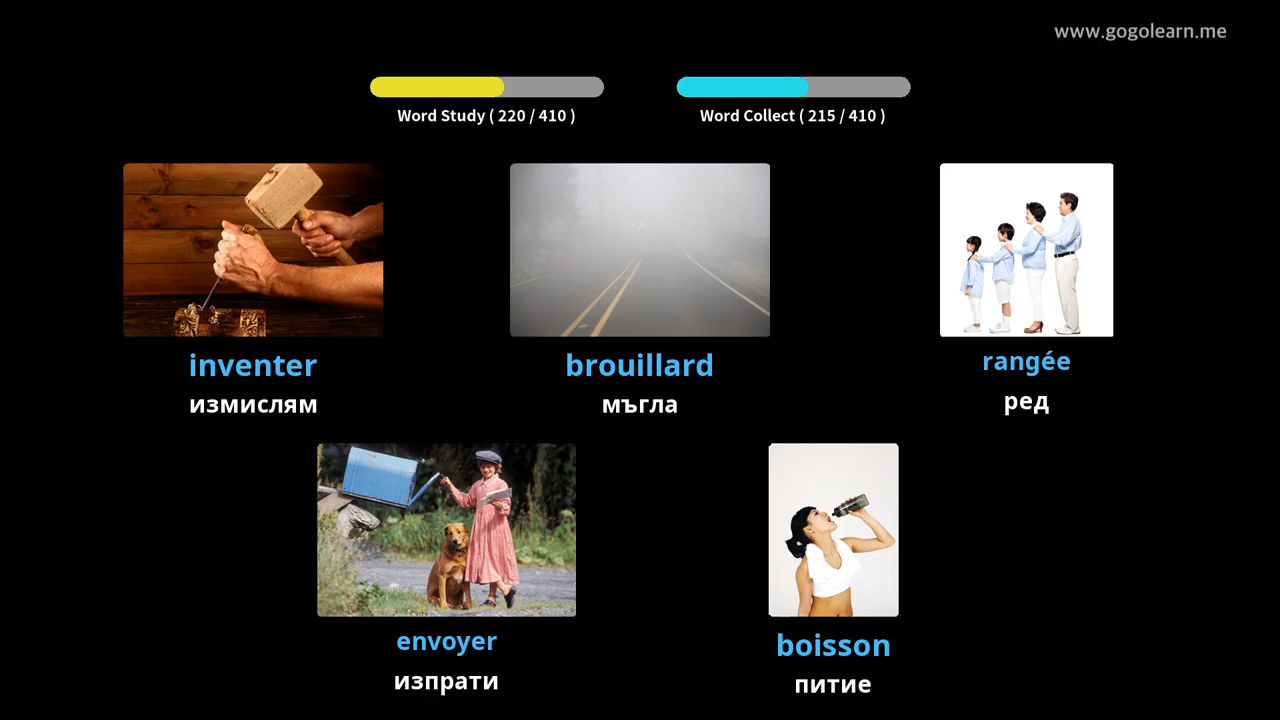 www.gogolearn.me
Word Study ( 220 / 410 )
Word Collect ( 215 / 410 )
inventer
измислям
brouillard
мъгла
rangée
ред
envoyer
изпрати
boisson
питие